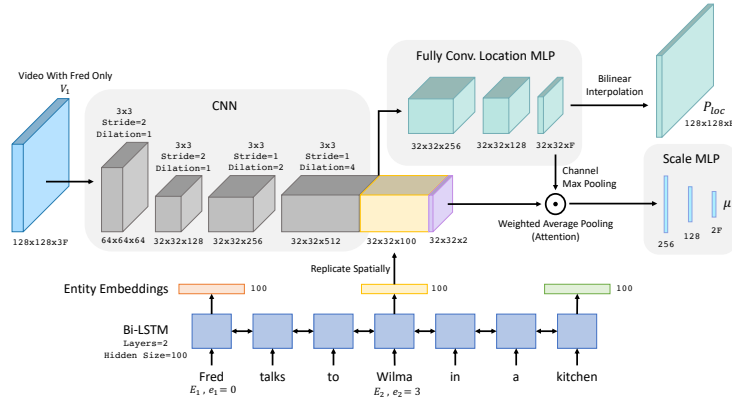 Video With Fred Only
V₁
128x128x3F
CNN
3x3
Stride=2
Dilation=1
64x64x64
3x3
Stride=2
Dilation=1
32x32x128
3x3
Stride=1
Dilation=2
32x32x256
3x3
Stride=1
Dilation=4
32x32x512
32x32x100
32x32x2
Fully Conv. Location MLP
32x32x256
32x32x128
32x32xF
Bilinear
Interpolation
P_loc
128x128x
Channel
Max Pooling
Weighted Average Pooling
(Attention)
Scale MLP
256
128
2F
μ
Replicate Spatially
Entity Embeddings
100
100
100
Bi-LSTM
Layers=2
Hidden Size=100
Fred talks to Wilma in a kitchen
E₁ , e₁ = 0
E₂ , e₂ = 3